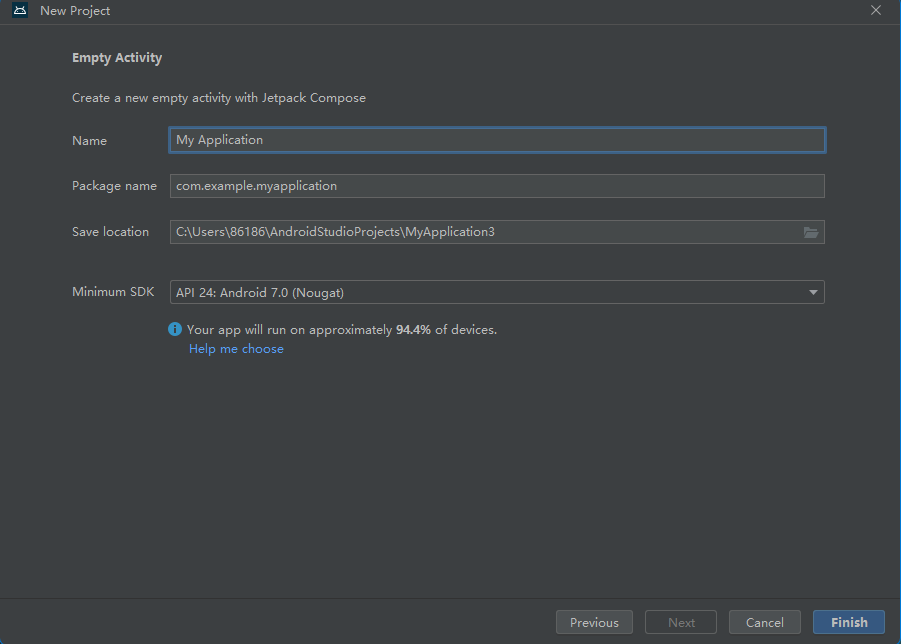 New Project
Empty Activity
Create a new empty activity with Jetpack Compose
Name My Application
Package name com.example.myapplication
Save location C:\Users\86186\AndroidStudioProjects\MyApplication3
Minimum SDK API 24: Android 7.0 (Nougat)
Your app will run on approximately 94.4% of devices.
Help me choose
Previous Next Cancel Finish